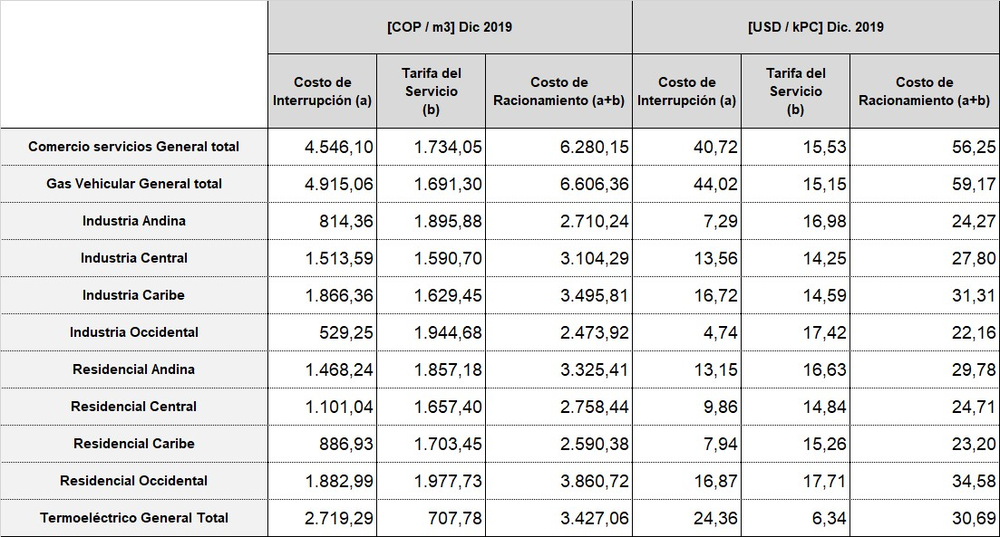 [COP / m3] Dic 2019 [USD / kPC] Dic. 2019
Costo de Interrupción (a) Tarifa del Servicio (b) Costo de Racionamiento (a+b) Costo de Interrupción (a) Tarifa del Servicio (b) Costo de Racionamiento (a+b)
Comercio servicios General total 4.546,10 1.734,05 6.280,15 40,72 15,53 56,25
Gas Vehicular General total 4.915,06 1.691,30 6.606,36 44,02 15,15 59,17
Industria Andina 814,36 1.895,88 2.710,24 7,29 16,98 24,27
Industria Central 1.513,59 1.590,70 3.104,29 13,56 14,25 27,80
Industria Caribe 1.866,36 1.629,45 3.495,81 16,72 14,59 31,31
Industria Occidental 529,25 1.944,68 2.473,92 4,74 17,42 22,16
Residencial Andina 1.468,24 1.857,18 3.325,41 13,15 16,63 29,78
Residencial Central 1.101,04 1.657,40 2.758,44 9,86 14,84 24,71
Residencial Caribe 886,93 1.703,45 2.590,38 7,94 15,26 23,20
Residencial Occidental 1.882,99 1.977,73 3.860,72 16,87 17,71 34,58
Termoeléctrico General Total 2.719,29 707,78 3.427,06 24,36 6,34 30,69